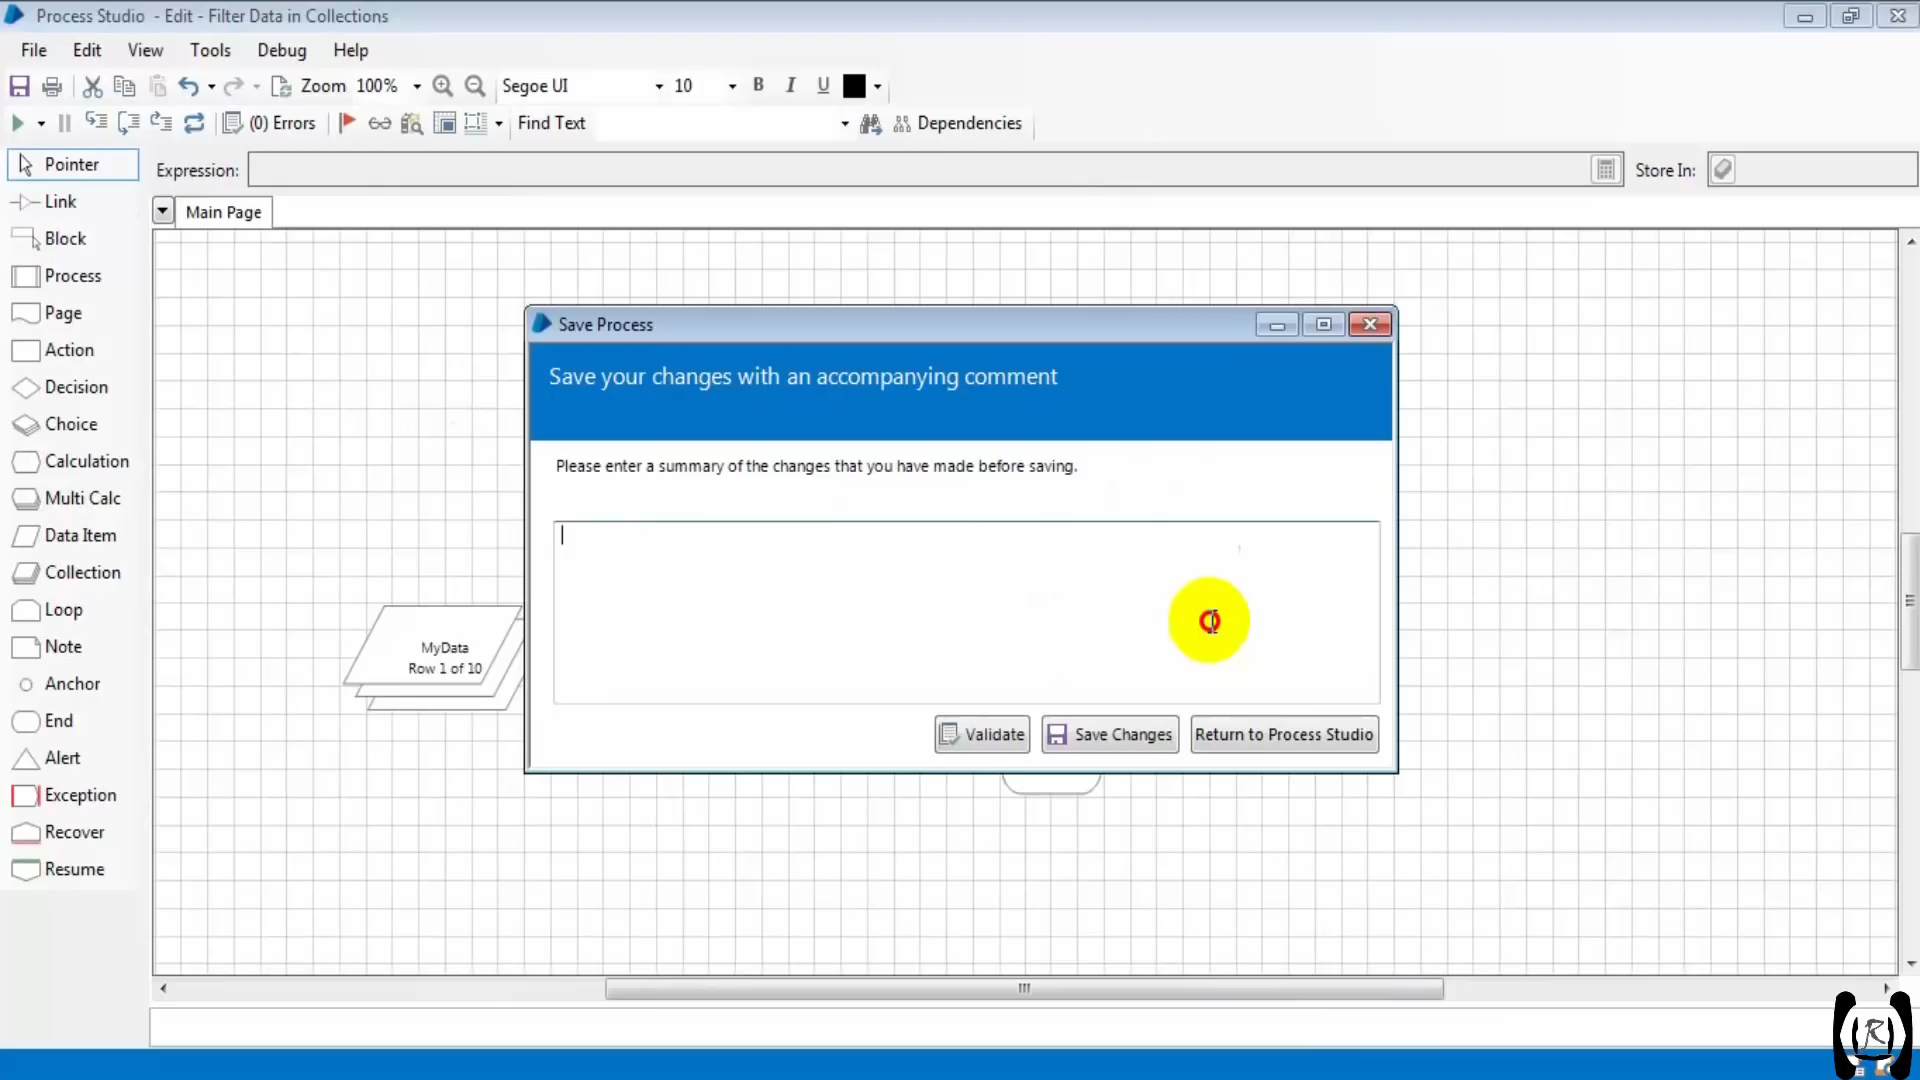 Process Studio - Edit - Filter Data in Collections
File Edit View Tools Debug Help
Zoom 100% Segoe UI 10 B I U
(0) Errors Find Text Dependencies
Pointer
Expression: Store In:
Link
Main Page
Block
Process
Page
Action
Decision
Choice
Calculation
Multi Calc
Data Item
Collection
Loop
Note
Anchor
End
Alert
Exception
Recover
Resume
MyData
Row 1 of 10
Save Process
Save your changes with an accompanying comment
Please enter a summary of the changes that you have made before saving.
Validate Save Changes Return to Process Studio
R